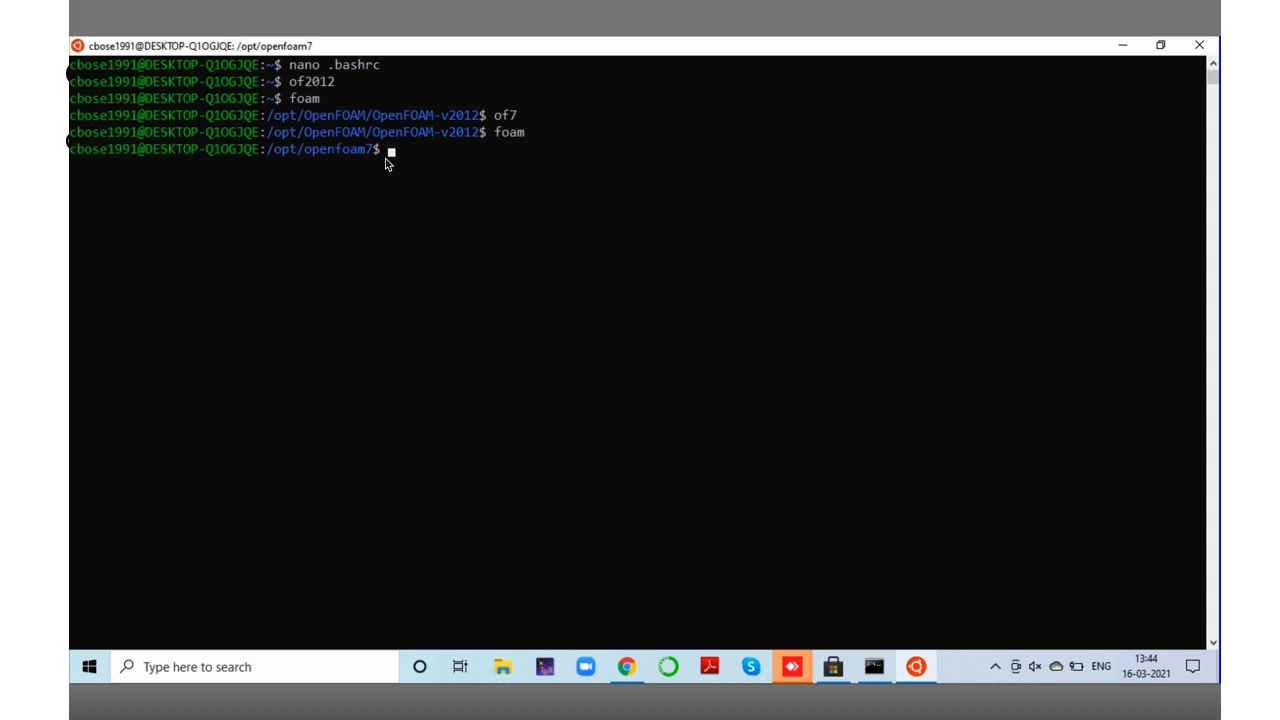 cbose1991@DESKTOP-Q1OGJQE: /opt/openfoam7
cbose1991@DESKTOP-Q1OGJQE:~$ nano .bashrc
cbose1991@DESKTOP-Q1OGJQE:~$ of2012
cbose1991@DESKTOP-Q1OGJQE:~$ foam
cbose1991@DESKTOP-Q1OGJQE:/opt/OpenFOAM/OpenFOAM-v2012$ of7
cbose1991@DESKTOP-Q1OGJQE:/opt/OpenFOAM/OpenFOAM-v2012$ foam
cbose1991@DESKTOP-Q1OGJQE:/opt/openfoam7$
Type here to search
ENG
13:44
16-03-2021